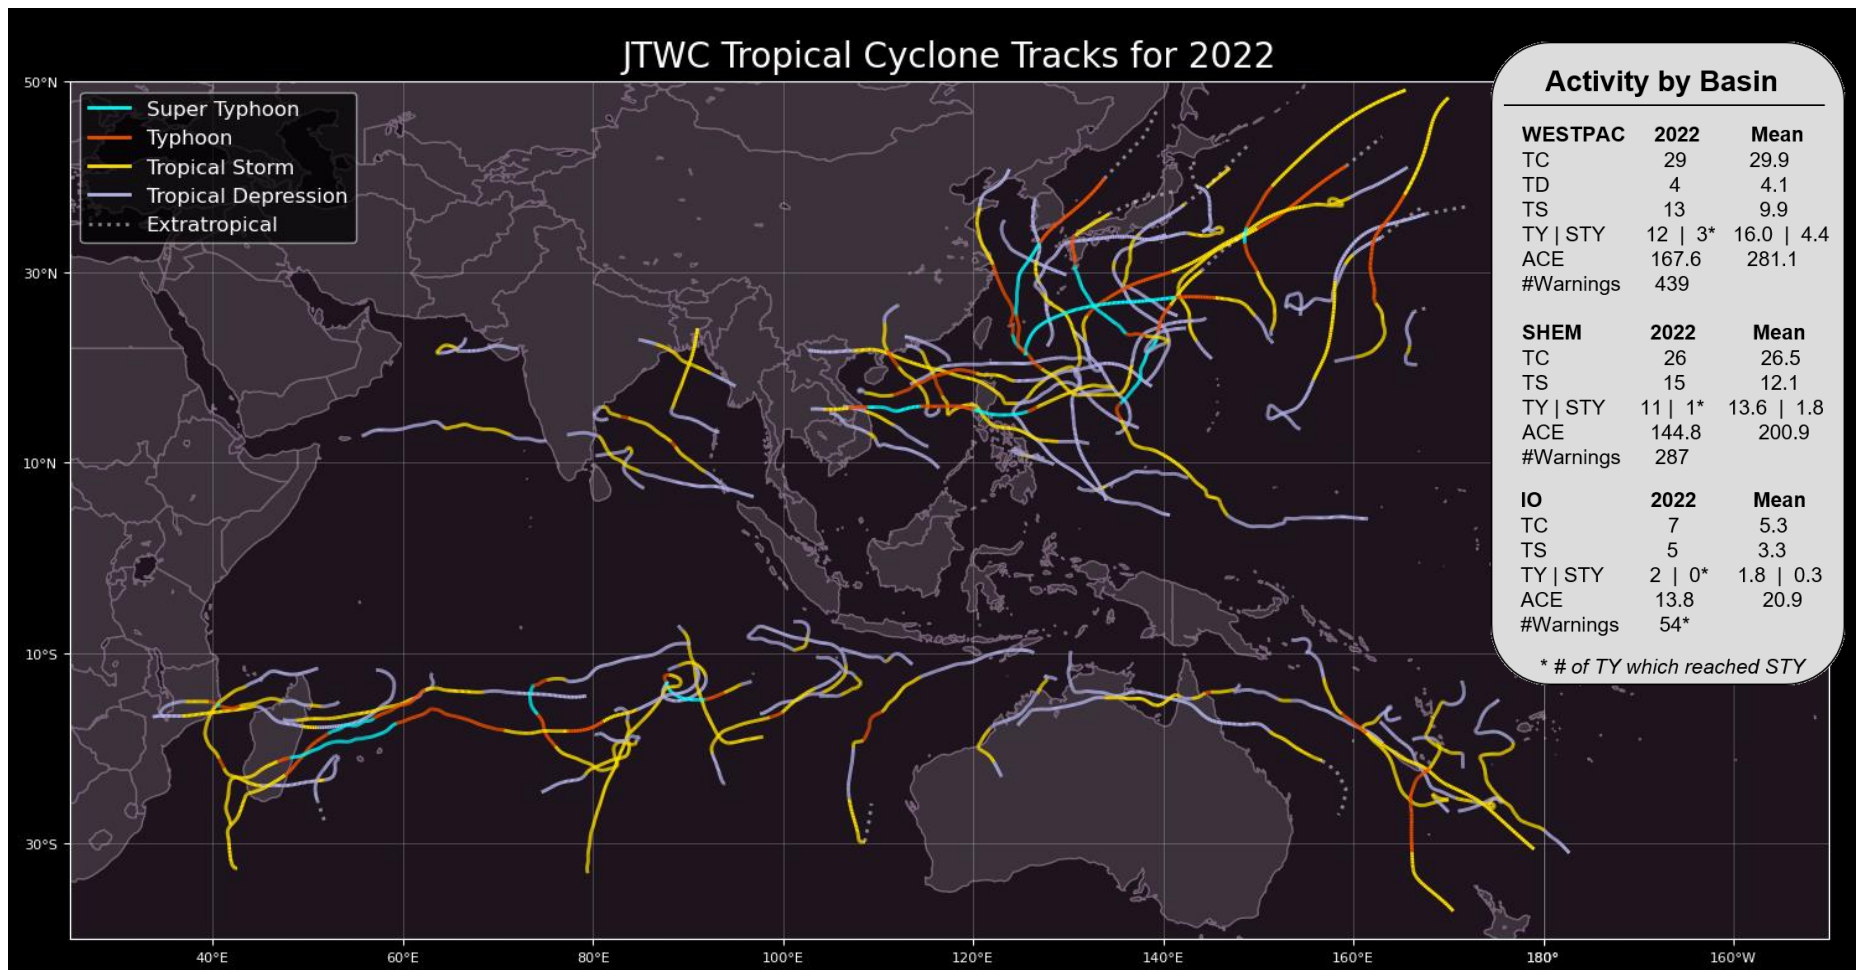 JTWC Tropical Cyclone Tracks for 2022
50°N
30°N
10°N
10°S
30°S
Super Typhoon
Typhoon
Tropical Storm
Tropical Depression
Extratropical
40°E
60°E
80°E
100°E
120°E
140°E
160°E
180°
160°W
Activity by Basin
WESTPAC 2022 Mean
TC 29 29.9
TD 4 4.1
TS 13 9.9
TY | STY 12 | 3* 16.0 | 4.4
ACE 167.6 281.1
#Warnings 439
SHEM 2022 Mean
TC 26 26.5
TS 15 12.1
TY | STY 11 | 1* 13.6 | 1.8
ACE 144.8 200.9
#Warnings 287
IO 2022 Mean
TC 7 5.3
TS 5 3.3
TY | STY 2 | 0* 1.8 | 0.3
ACE 13.8 20.9
#Warnings 54*
* # of TY which reached STY